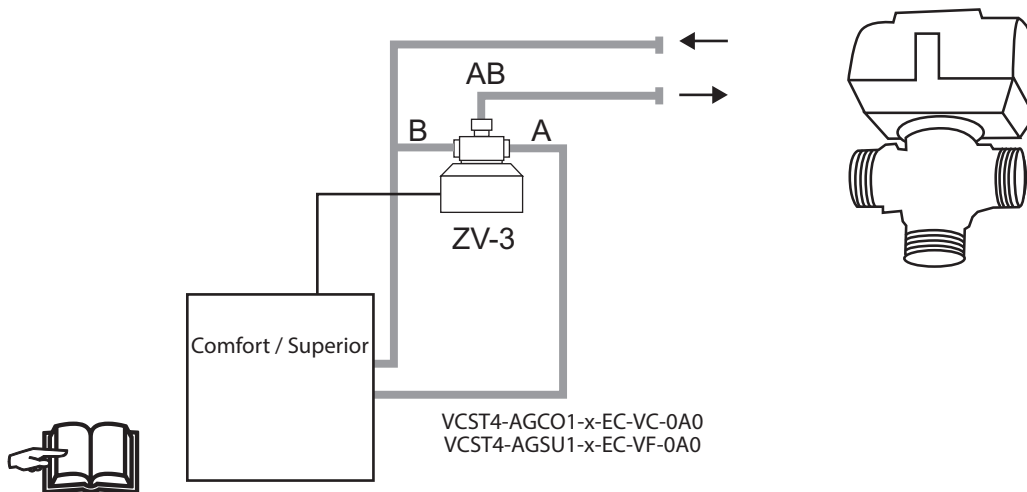 AB
B
A
ZV-3
Comfort / Superior
VCST4-AGCO1-x-EC-VC-0A0
VCST4-AGSU1-x-EC-VF-0A0